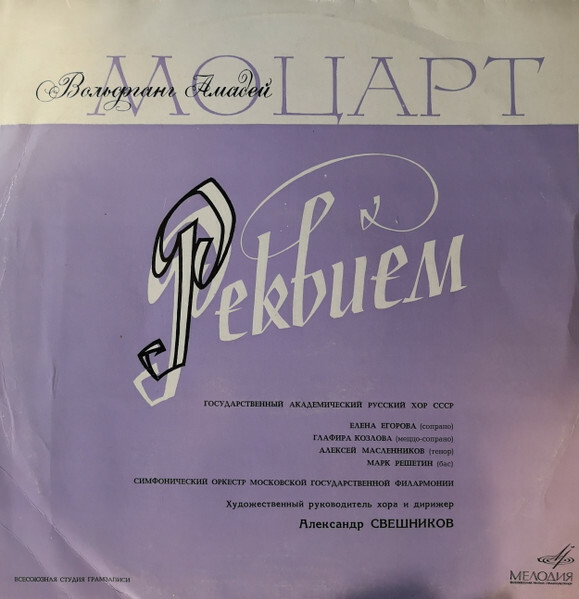 МОЦАРТ
Вольфганг Амадей
Реквием
ГОСУДАРСТВЕННЫЙ АКАДЕМИЧЕСКИЙ РУССКИЙ ХОР СССР
ЕЛЕНА ЕГОРОВА (сопрано)
ГЛАФИРА КОЗЛОВА (меццо-сопрано)
АЛЕКСЕЙ МАСЛЕННИКОВ (тенор)
МАРК РЕШЕТИН (бас)
СИМФОНИЧЕСКИЙ ОРКЕСТР МОСКОВСКОЙ ГОСУДАРСТВЕННОЙ ФИЛАРМОНИИ
Художественный руководитель хора и дирижер
Александр СВЕШНИКОВ
МЕЛОДИЯ
ВСЕСОЮЗНАЯ СТУДИЯ ГРАМЗАПИСИ